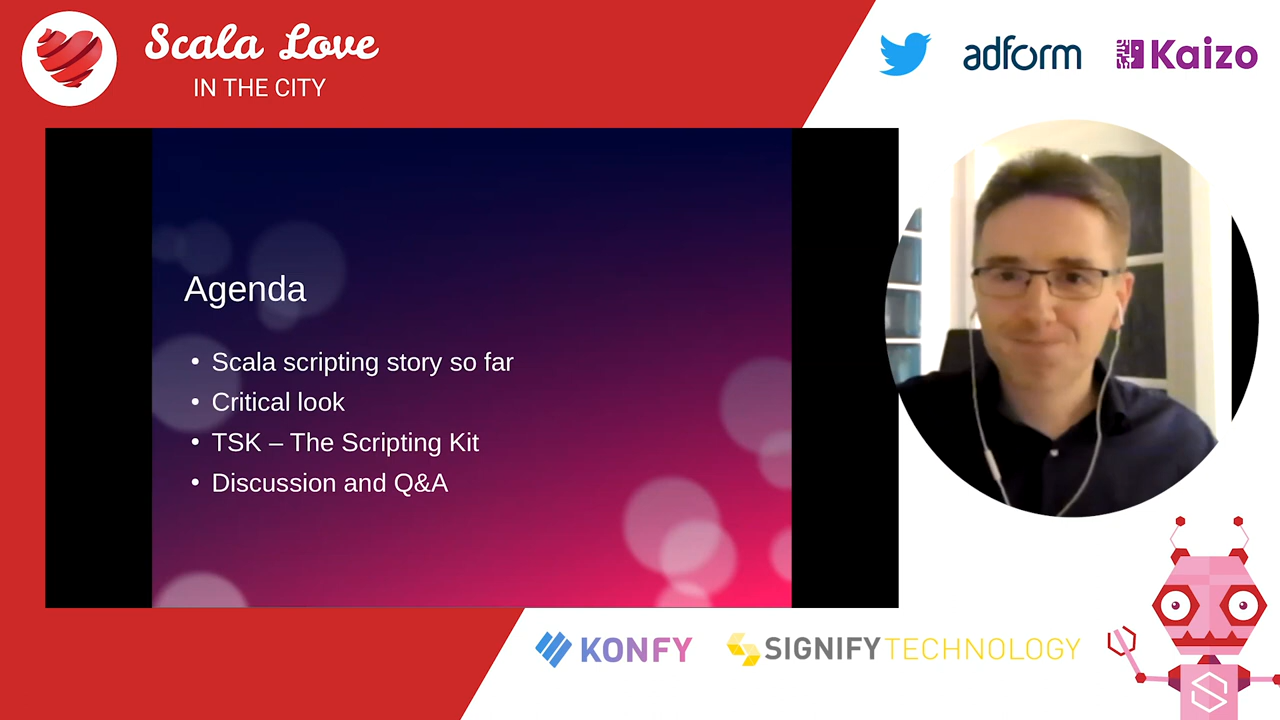 Scala Love
IN THE CITY
adform
Kaizo
Agenda
• Scala scripting story so far
• Critical look
• TSK – The Scripting Kit
• Discussion and Q&A
KONFY
SIGNIFY TECHNOLOGY